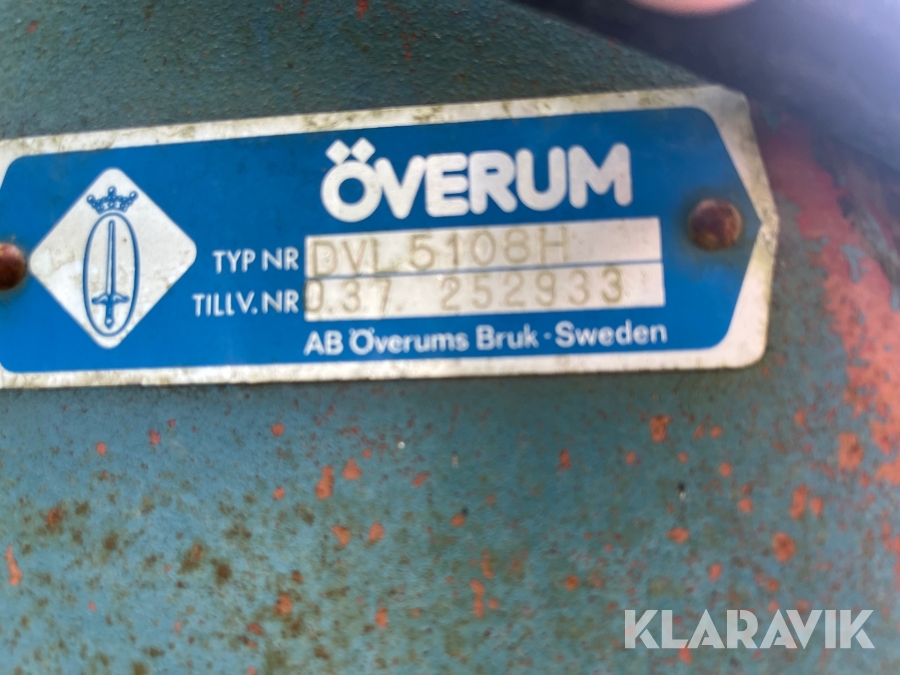 ÖVERUM
TYP NR DVL 5108H
TILLV. NR 0.37. 252933
AB Överums Bruk - Sweden
KLARAVIK